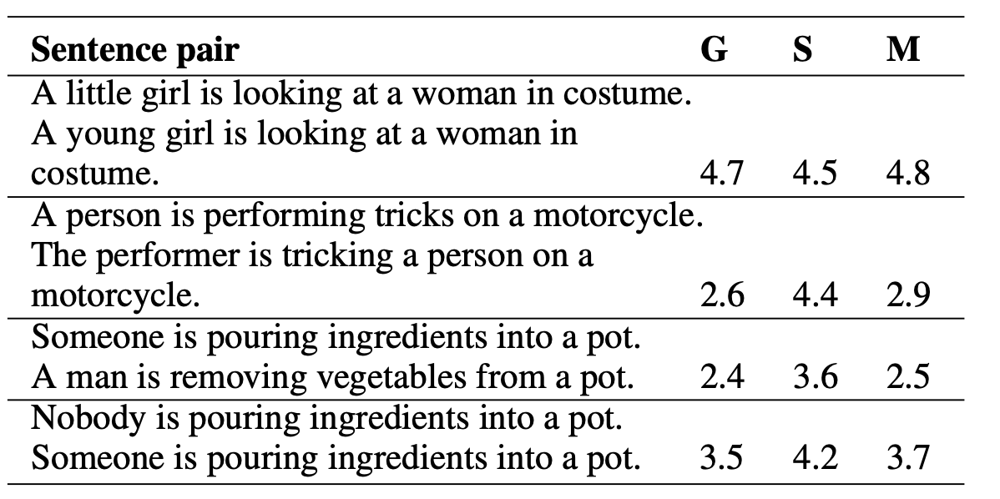 Sentence pair G S M
A little girl is looking at a woman in costume.
A young girl is looking at a woman in
costume. 4.7 4.5 4.8
A person is performing tricks on a motorcycle.
The performer is tricking a person on a
motorcycle. 2.6 4.4 2.9
Someone is pouring ingredients into a pot.
A man is removing vegetables from a pot. 2.4 3.6 2.5
Nobody is pouring ingredients into a pot.
Someone is pouring ingredients into a pot. 3.5 4.2 3.7